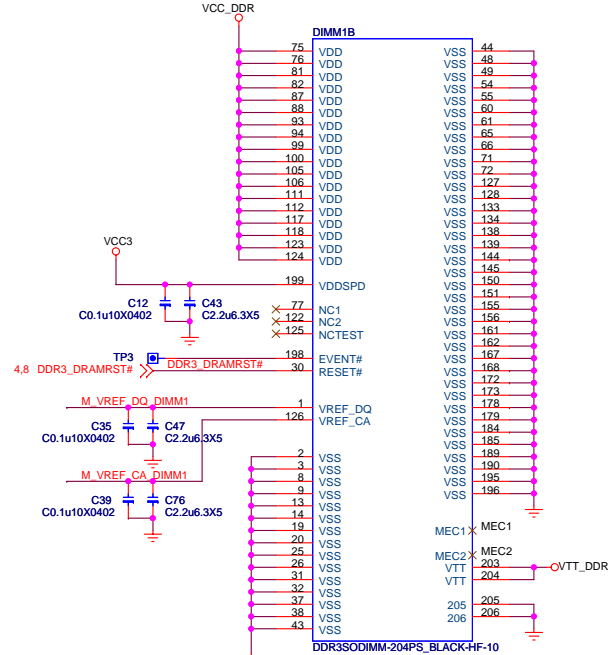 VCC_DDR
DIMM1B
75 VDD VSS 44
76 VDD VSS 48
81 VDD VSS 49
82 VDD VSS 54
87 VDD VSS 55
88 VDD VSS 60
93 VDD VSS 61
94 VDD VSS 65
99 VDD VSS 66
100 VDD VSS 71
105 VDD VSS 72
106 VDD VSS 127
111 VDD VSS 128
112 VDD VSS 133
117 VDD VSS 134
118 VDD VSS 138
123 VDD VSS 139
124 VDD VSS 144
VSS 145
VCC3
199 VDDSPD VSS 150
VSS 151
C12 C43
C0.1u10X0402 C2.2u6.3X5
77 NC1 VSS 155
122 NC2 VSS 156
125 NCTEST VSS 161
VSS 162
TP3
198 EVENT# VSS 167
4,8 DDR3_DRAMRST# DDR3_DRAMRST# 30 RESET# VSS 168
VSS 172
VSS 173
M_VREF_DQ_DIMM1 1 VREF_DQ VSS 178
126 VREF_CA VSS 179
C35 C47
C0.1u10X0402 C2.2u6.3X5
VSS 184
VSS 185
2 VSS VSS 189
3 VSS VSS 190
M_VREF_CA_DIMM1
8 VSS VSS 195
9 VSS VSS 196
C39 C76
C0.1u10X0402 C2.2u6.3X5
13 VSS
14 VSS
19 VSS MEC1 MEC1
20 VSS
25 VSS MEC2 MEC2
26 VSS VTT 203 VTT_DDR
31 VSS VTT 204
32 VSS
37 VSS 205 205
38 VSS 206 206
43 VSS
DDR3SODIMM-204PS_BLACK-HF-10